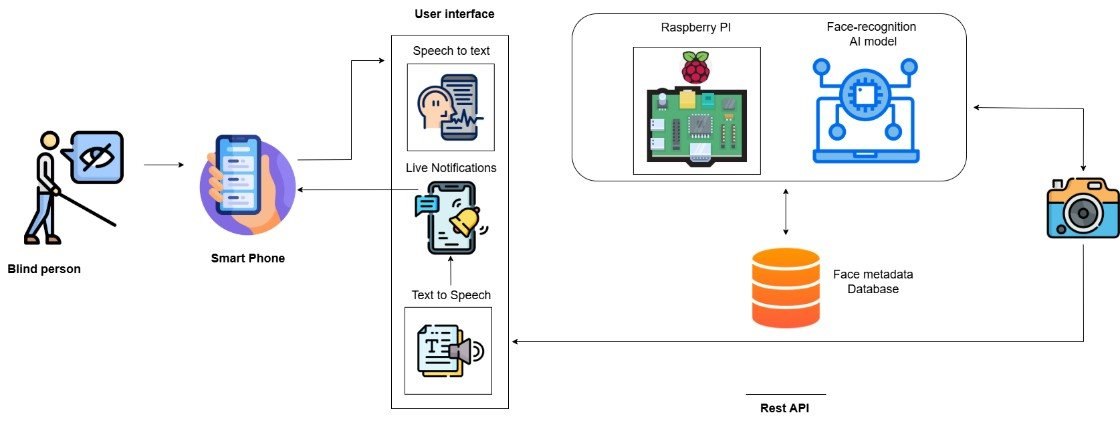 User interface
Speech to text
Live Notifications
Text to Speech
T
Blind person
Smart Phone
Raspberry PI
Face-recognition
AI model
Face metadata
Database
Rest API